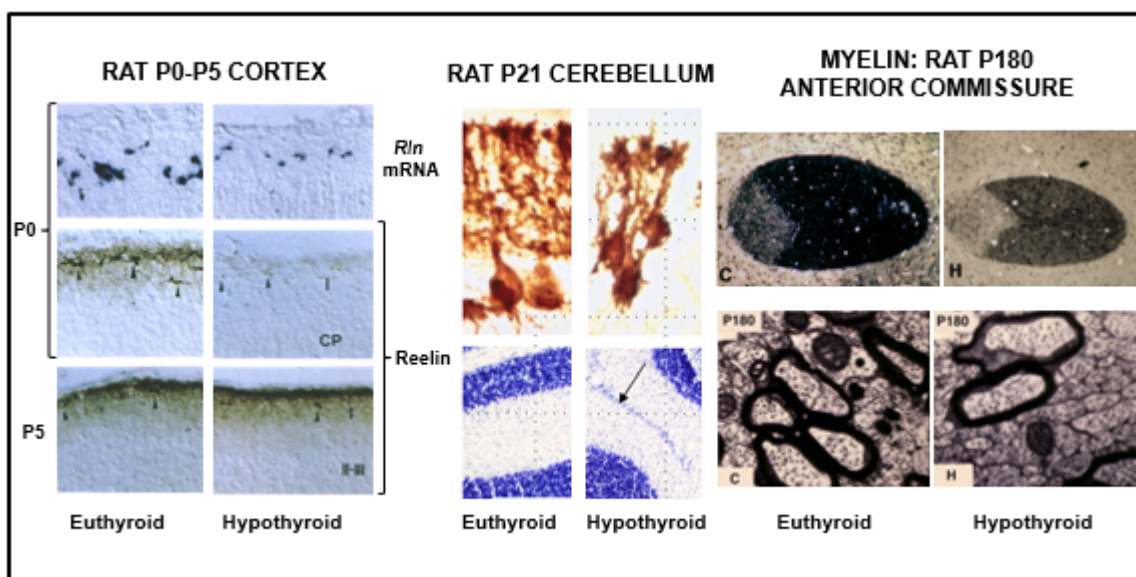 RAT P0-P5 CORTEX
P0
Rln
mRNA
I
CP
Reelin
P5
I
II-III
Euthyroid
Hypothyroid
RAT P21 CEREBELLUM
Euthyroid
Hypothyroid
MYELIN: RAT P180
ANTERIOR COMMISSURE
C
H
P180
P180
C
H
Euthyroid
Hypothyroid